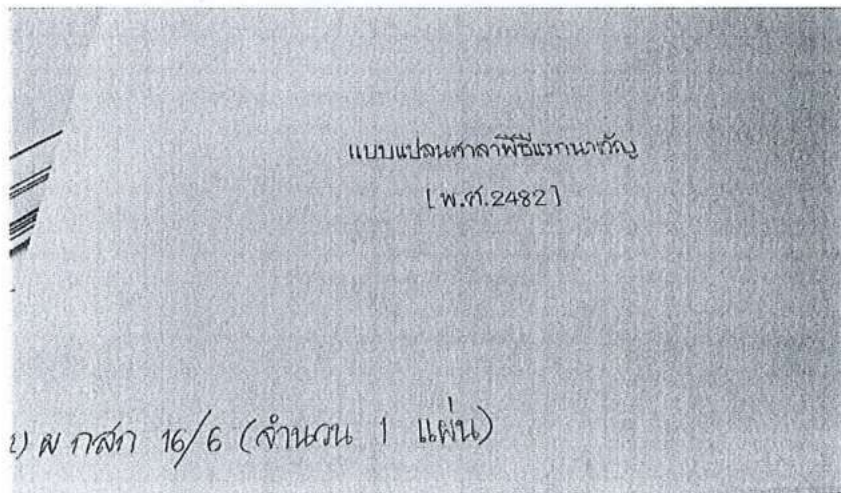 แบบแปลนศาลาพิธีแรกนาขวัญ
[พ.ศ.2482]
ผ กสก 16/6 (จำนวน 1 แผ่น)